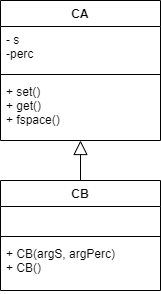 CA
- s
-perc
+ set()
+ get()
+ fspace()
CB
+ CB(argS, argPerc)
+ CB()